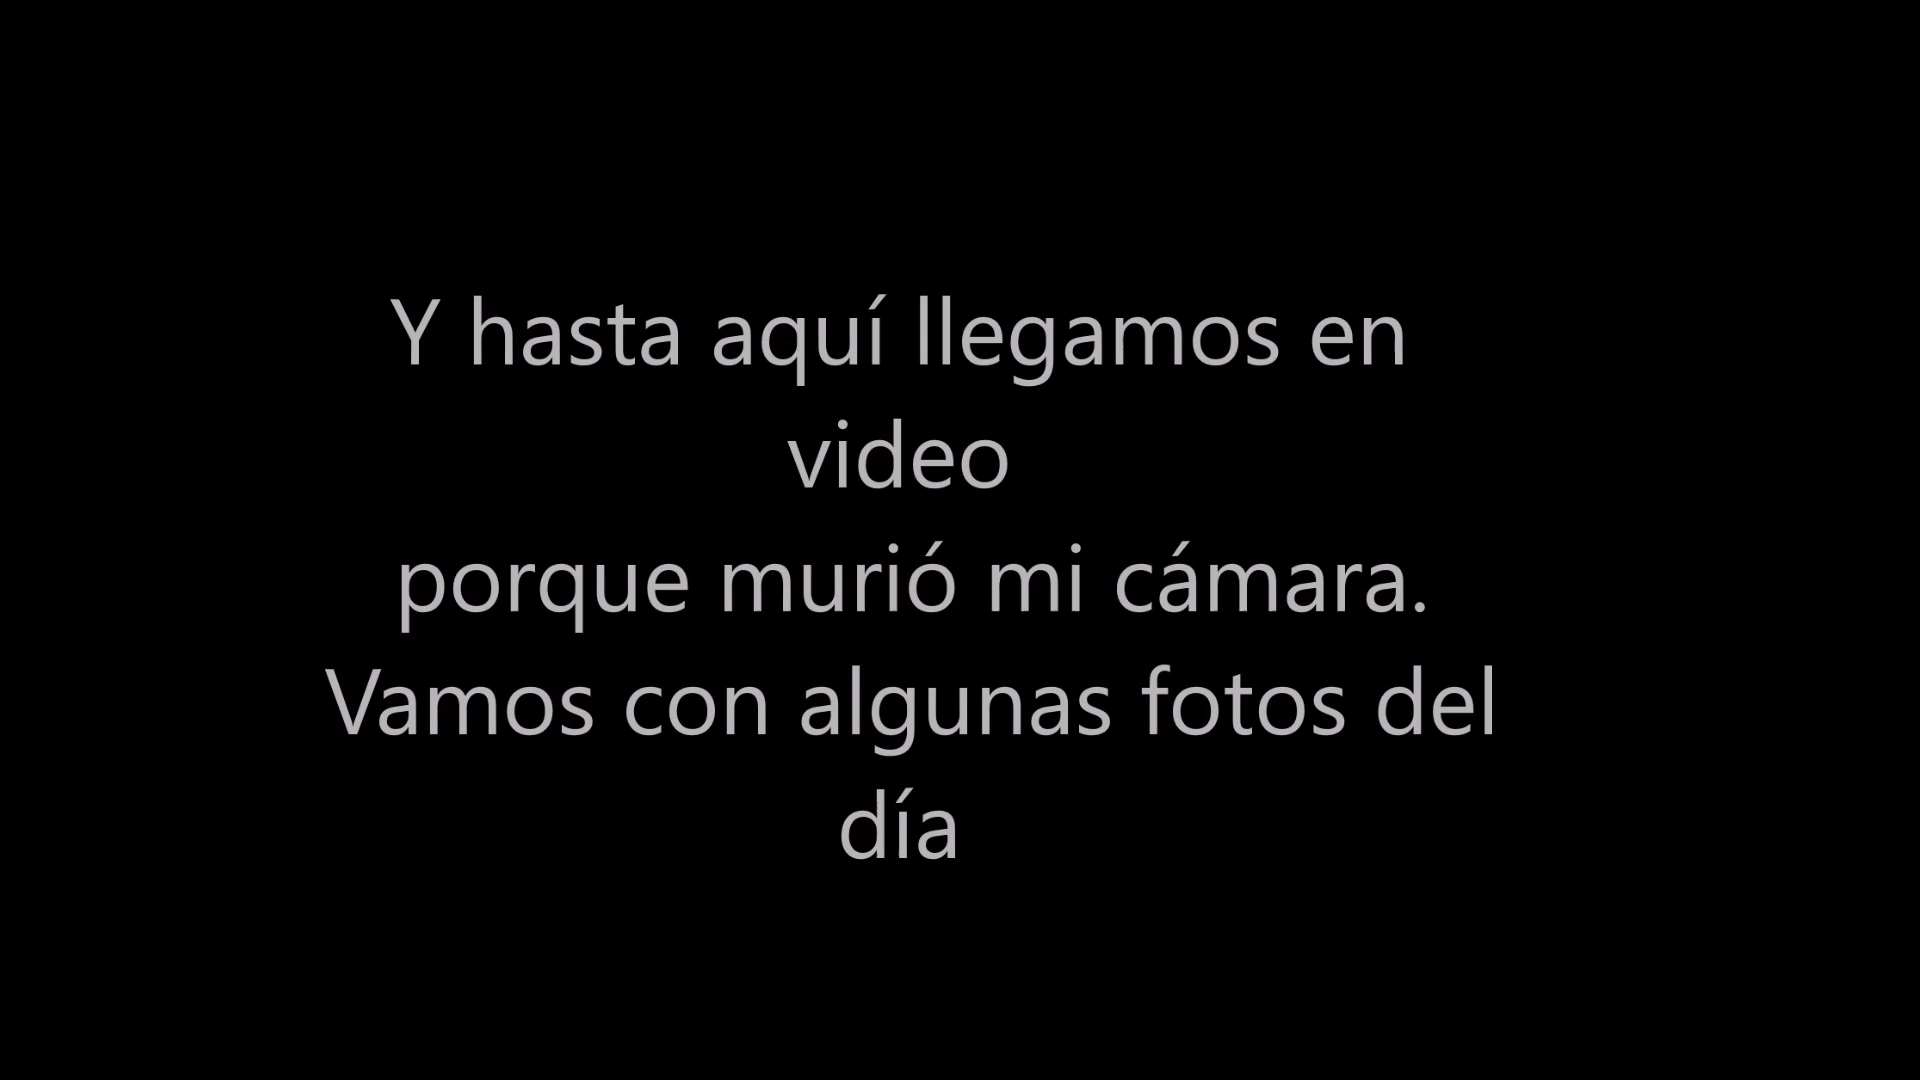 Y hasta aquí llegamos en
video
porque murió mi cámara.
Vamos con algunas fotos del
día